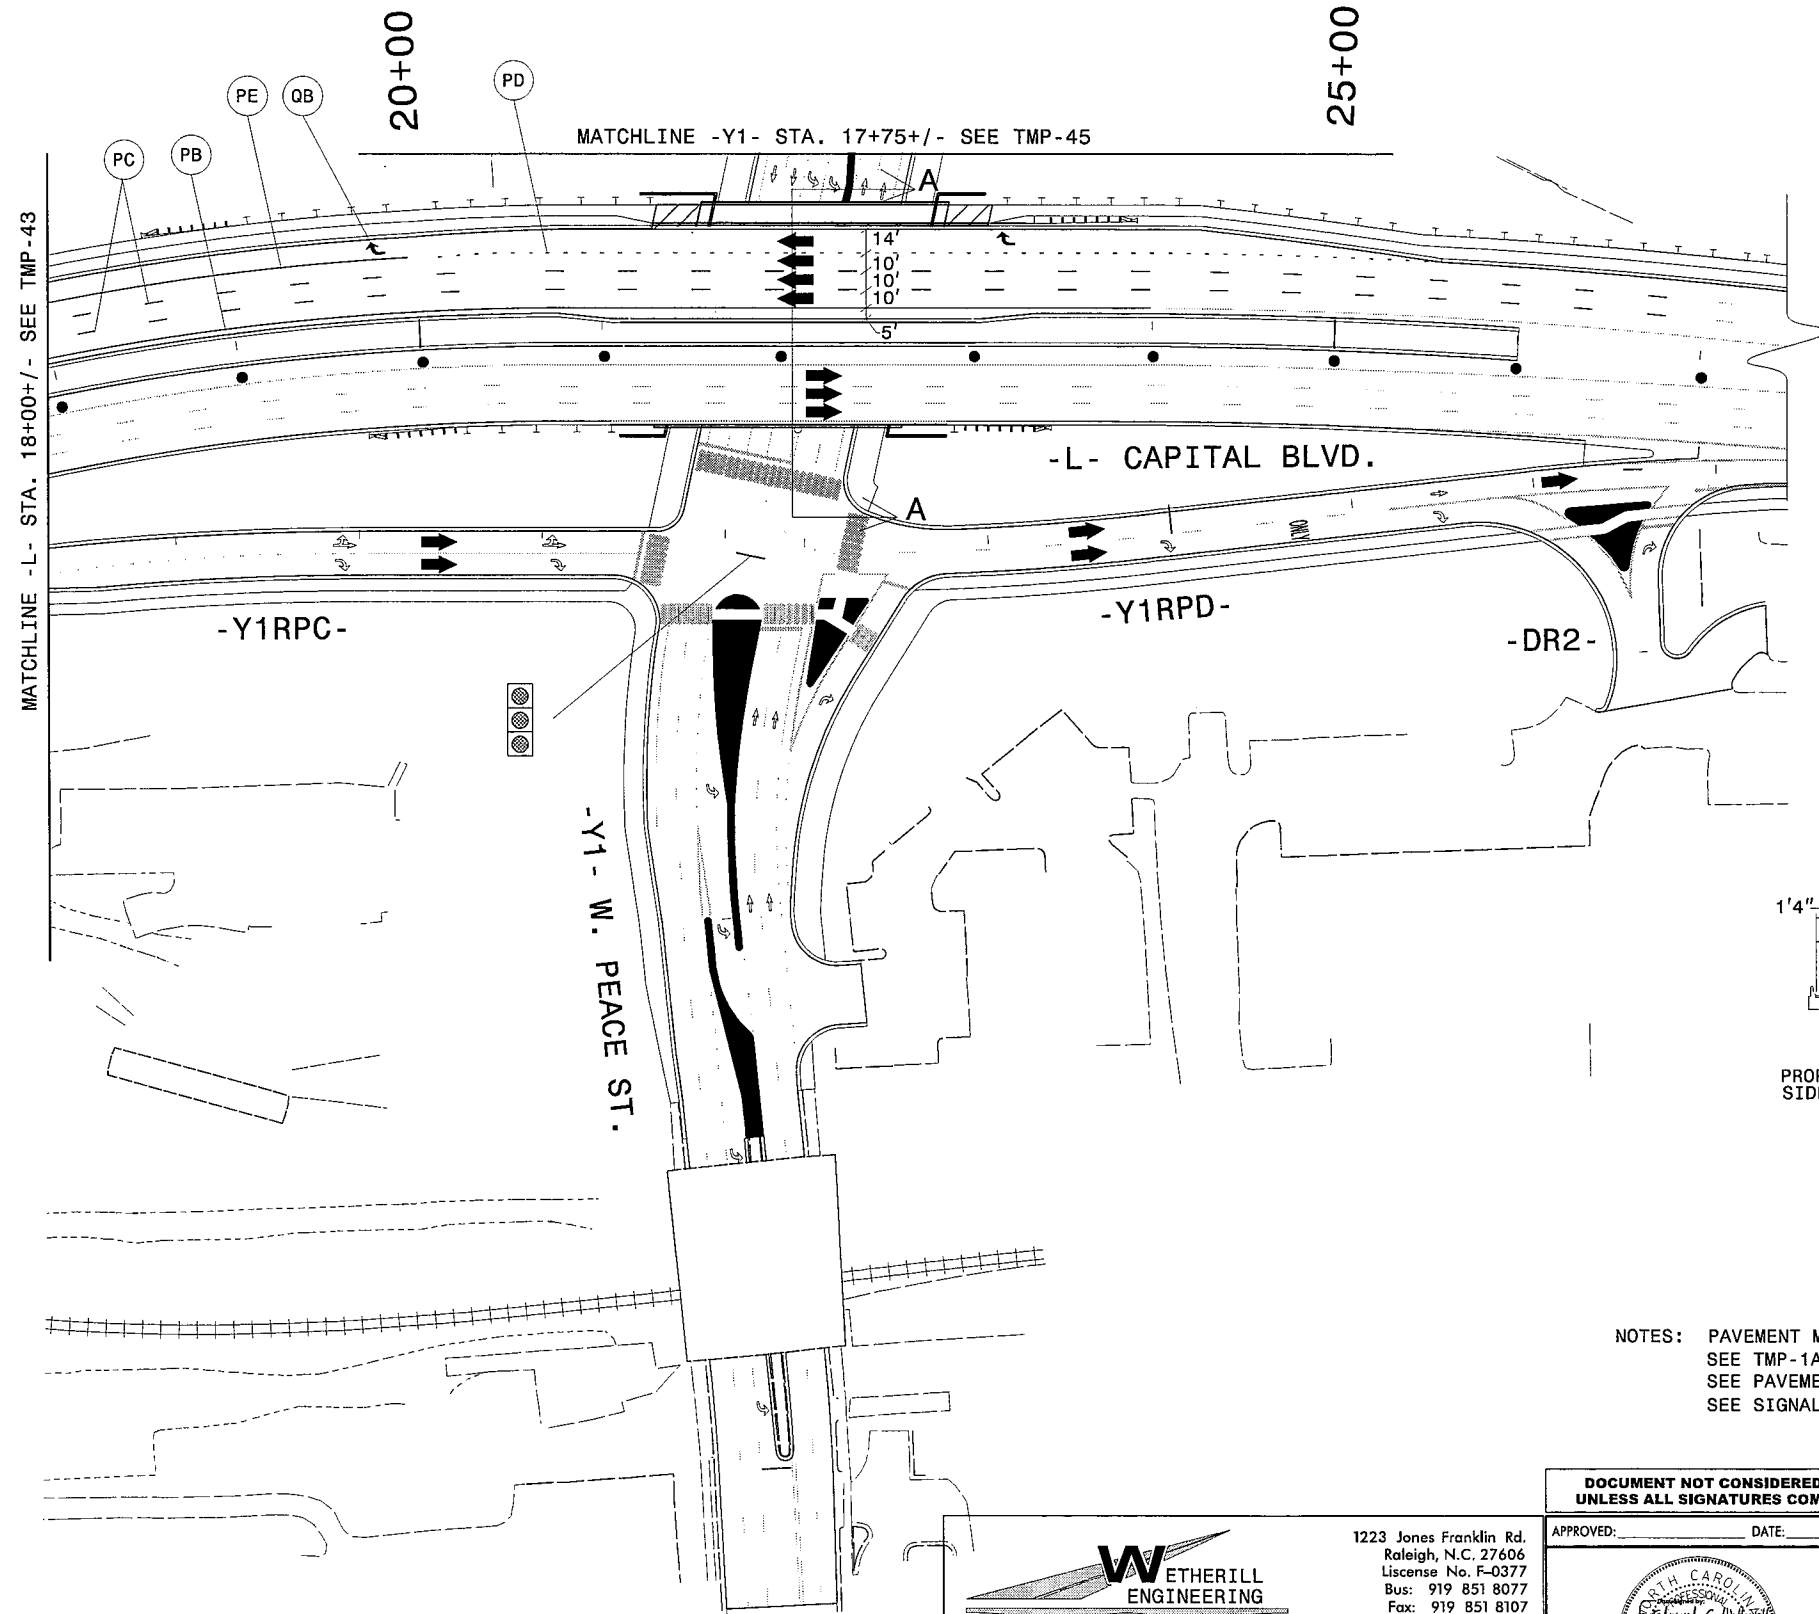 20+00
25+00
PD
PE
QB
MATCHLINE -Y1- STA. 17+75+/- SEE TMP-45
PC
PB
A
MATCHLINE -L- STA. 18+00+/- SEE TMP-43
14'
10'
10'
10'
5'
-L- CAPITAL BLVD.
A
ONLY
-Y1RPC-
-Y1RPD-
-DR2-
-Y1- W. PEACE ST.
1'4"
NOTES: PAVEMENT M
SEE TMP-1A
SEE PAVEME
SEE SIGNAL
DOCUMENT NOT CONSIDERED
UNLESS ALL SIGNATURES COM
APPROVED: DATE:
WETHERILL
ENGINEERING
1223 Jones Franklin Rd.
Raleigh, N.C. 27606
Liscense No. F-0377
Bus: 919 851 8077
Fax: 919 851 8107